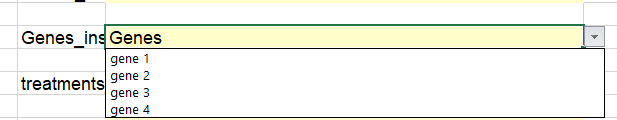 Genes_ins Genes
gene 1
gene 2
treatments gene 3
gene 4